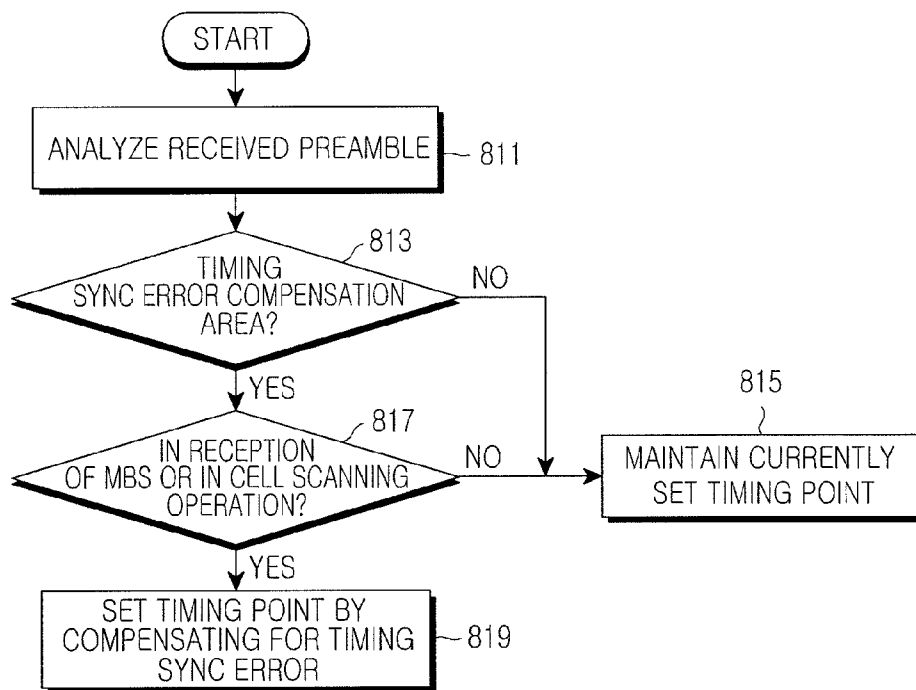 START
ANALYZE RECEIVED PREAMBLE
811
813
TIMING
SYNC ERROR COMPENSATION
AREA?
NO
YES
817
IN RECEPTION
OF MBS OR IN CELL SCANNING
OPERATION?
NO
815
MAINTAIN CURRENTLY
SET TIMING POINT
YES
SET TIMING POINT BY
COMPENSATING FOR TIMING
SYNC ERROR
819